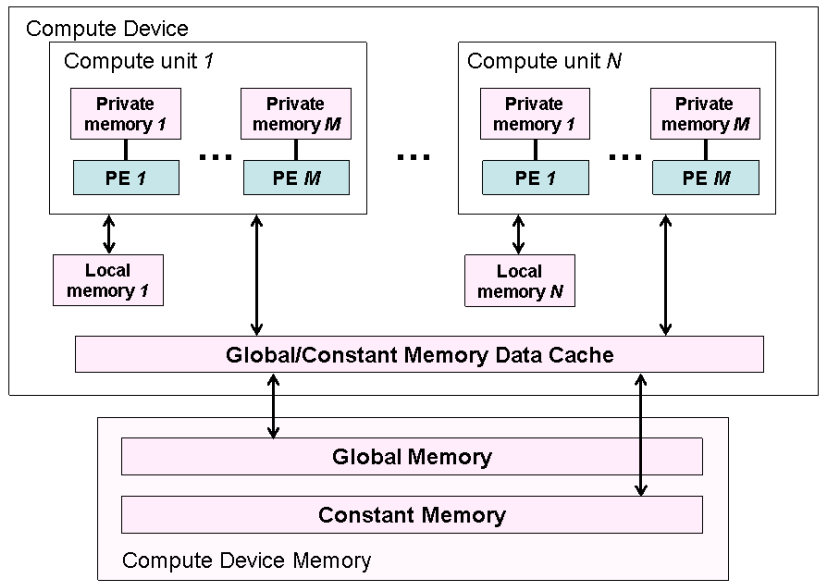 Compute Device
Compute unit 1
Compute unit N
Private
memory 1
Private
memory M
Private
memory 1
Private
memory M
...
...
...
PE 1
PE M
PE 1
PE M
Local
memory 1
Local
memory N
Global/Constant Memory Data Cache
Global Memory
Constant Memory
Compute Device Memory